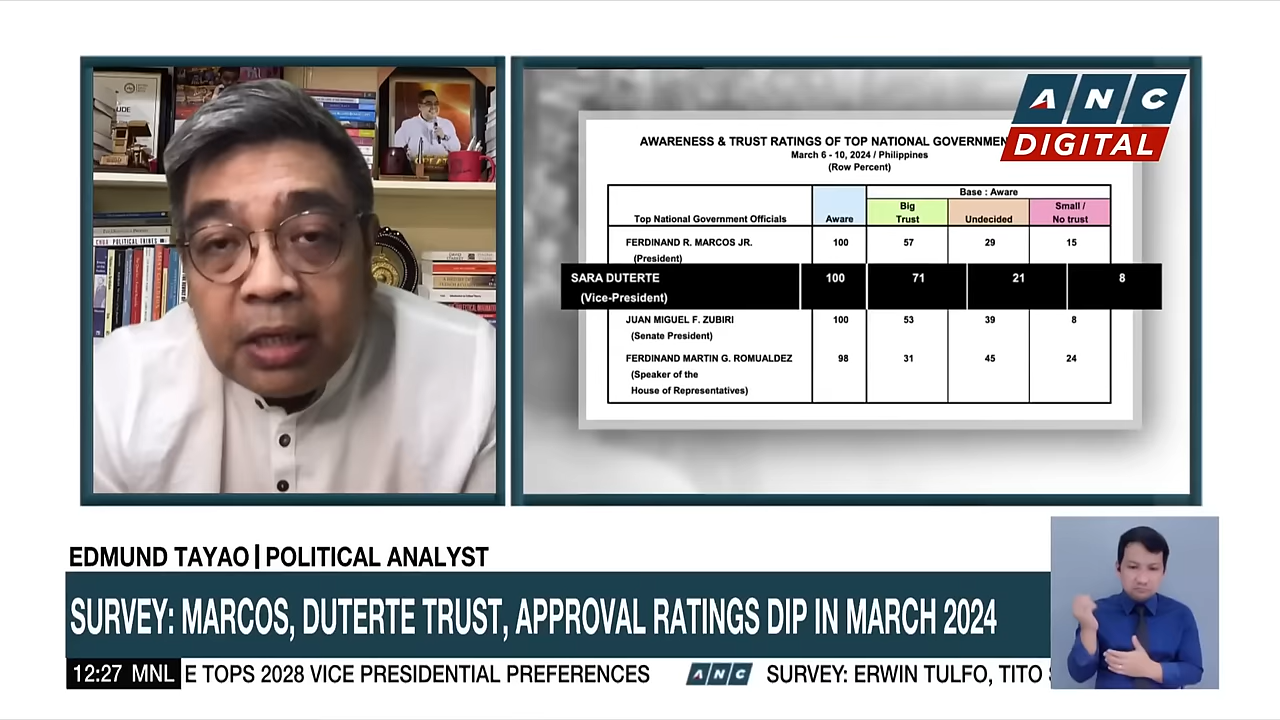 ANC
DIGITAL
AWARENESS & TRUST RATINGS OF TOP NATIONAL
March 6 - 10, 2024 / Philippines
(Row Percent)
Base : Aware
Top National Government Officials Aware Big Trust Undecided Small / No trust
FERDINAND R. MARCOS JR. 100 57 29 15
(President)
SARA DUTERTE 100 71 21 8
(Vice-President)
JUAN MIGUEL F. ZUBIRI 100 53 39 8
(Senate President)
FERDINAND MARTIN G. ROMUALDEZ 98 31 45 24
(Speaker of the
House of Representatives)
POLITICAL TRIBES
EDMUND TAYAO | POLITICAL ANALYST
SURVEY: MARCOS, DUTERTE TRUST, APPROVAL RATINGS DIP IN MARCH 2024
12:27 MNL E TOPS 2028 VICE PRESIDENTIAL PREFERENCES ANC SURVEY: ERWIN TULFO, TITO